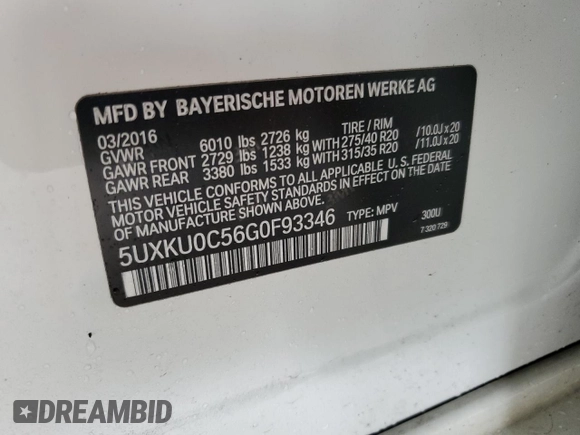 MFD BY BAYERISCHE MOTOREN WERKE AG
03/2016 TIRE / RIM
GVWR 6010 lbs 2726 kg
GAWR FRONT 2729 lbs 1238 kg WITH 275/40 R20 /10.0J x 20
GAWR REAR 3380 lbs 1533 kg WITH 315/35 R20 /11.0J x 20
THIS VEHICLE CONFORMS TO ALL APPLICABLE U.S. FEDERAL
MOTOR VEHICLE SAFETY STANDARDS IN EFFECT ON THE DATE
OF MANUFACTURE SHOWN ABOVE.
5UXKU0C56G0F93346 TYPE: MPV 300U
7 320 729
DREAMBID